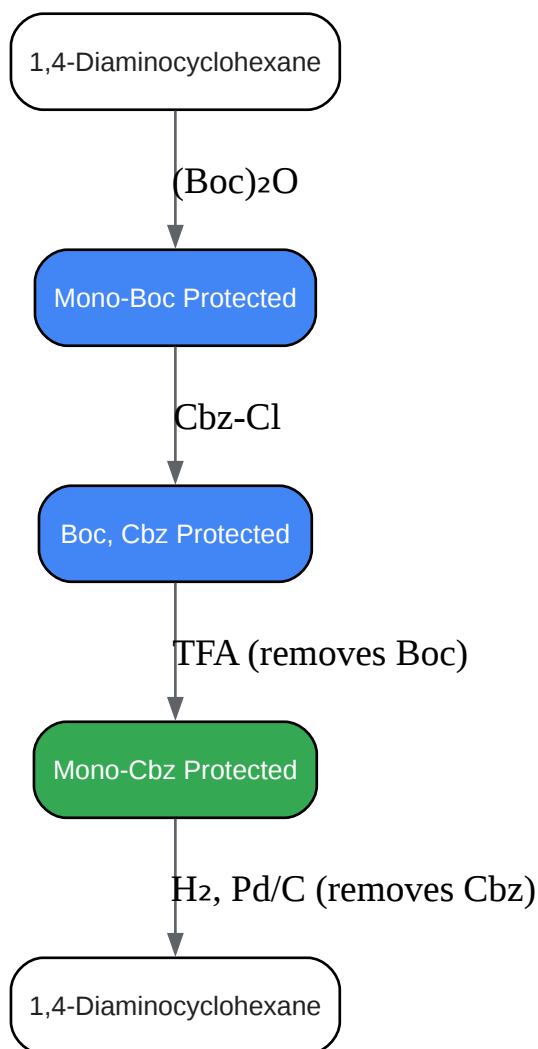 1,4-Diaminocyclohexane
(Boc)₂O
Mono-Boc Protected
Cbz-Cl
Boc, Cbz Protected
TFA (removes Boc)
Mono-Cbz Protected
H₂, Pd/C (removes Cbz)
1,4-Diaminocyclohexane